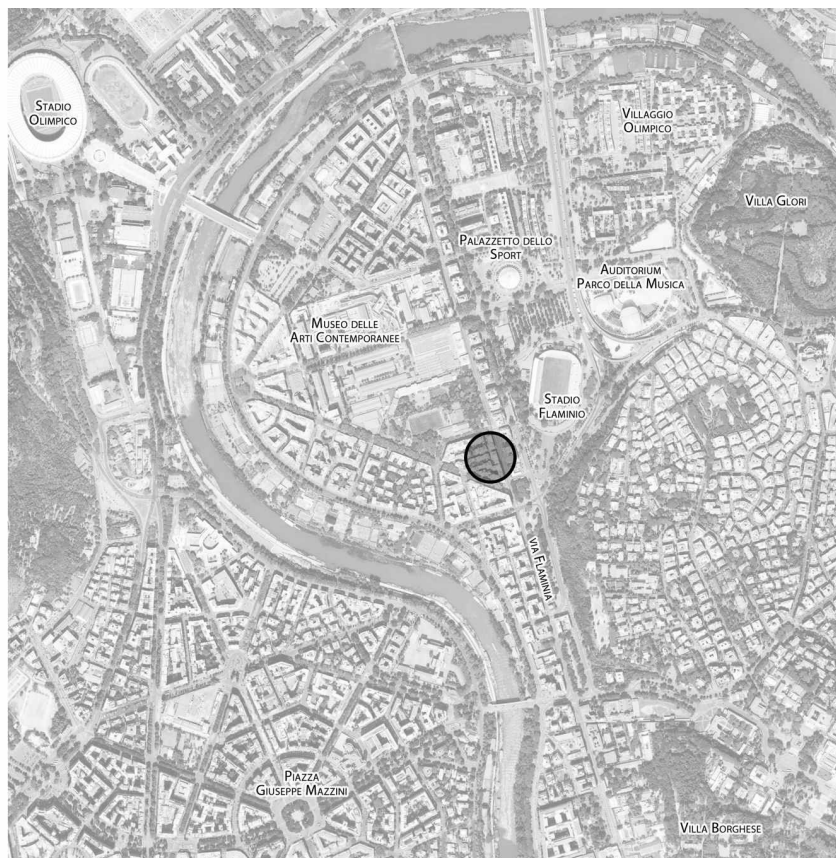 STADIO
OLIMPICO
VILLAGGIO
OLIMPICO
VILLA GLORI
PALAZZETTO DELLO
SPORT
AUDITORIUM
PARCO DELLA MUSICA
MUSEO DELLE
ARTI CONTEMPORANEE
STADIO
FLAMINIO
VIA FLAMINIA
PIAZZA
GIUSEPPE MAZZINI
VILLA BORGHESE